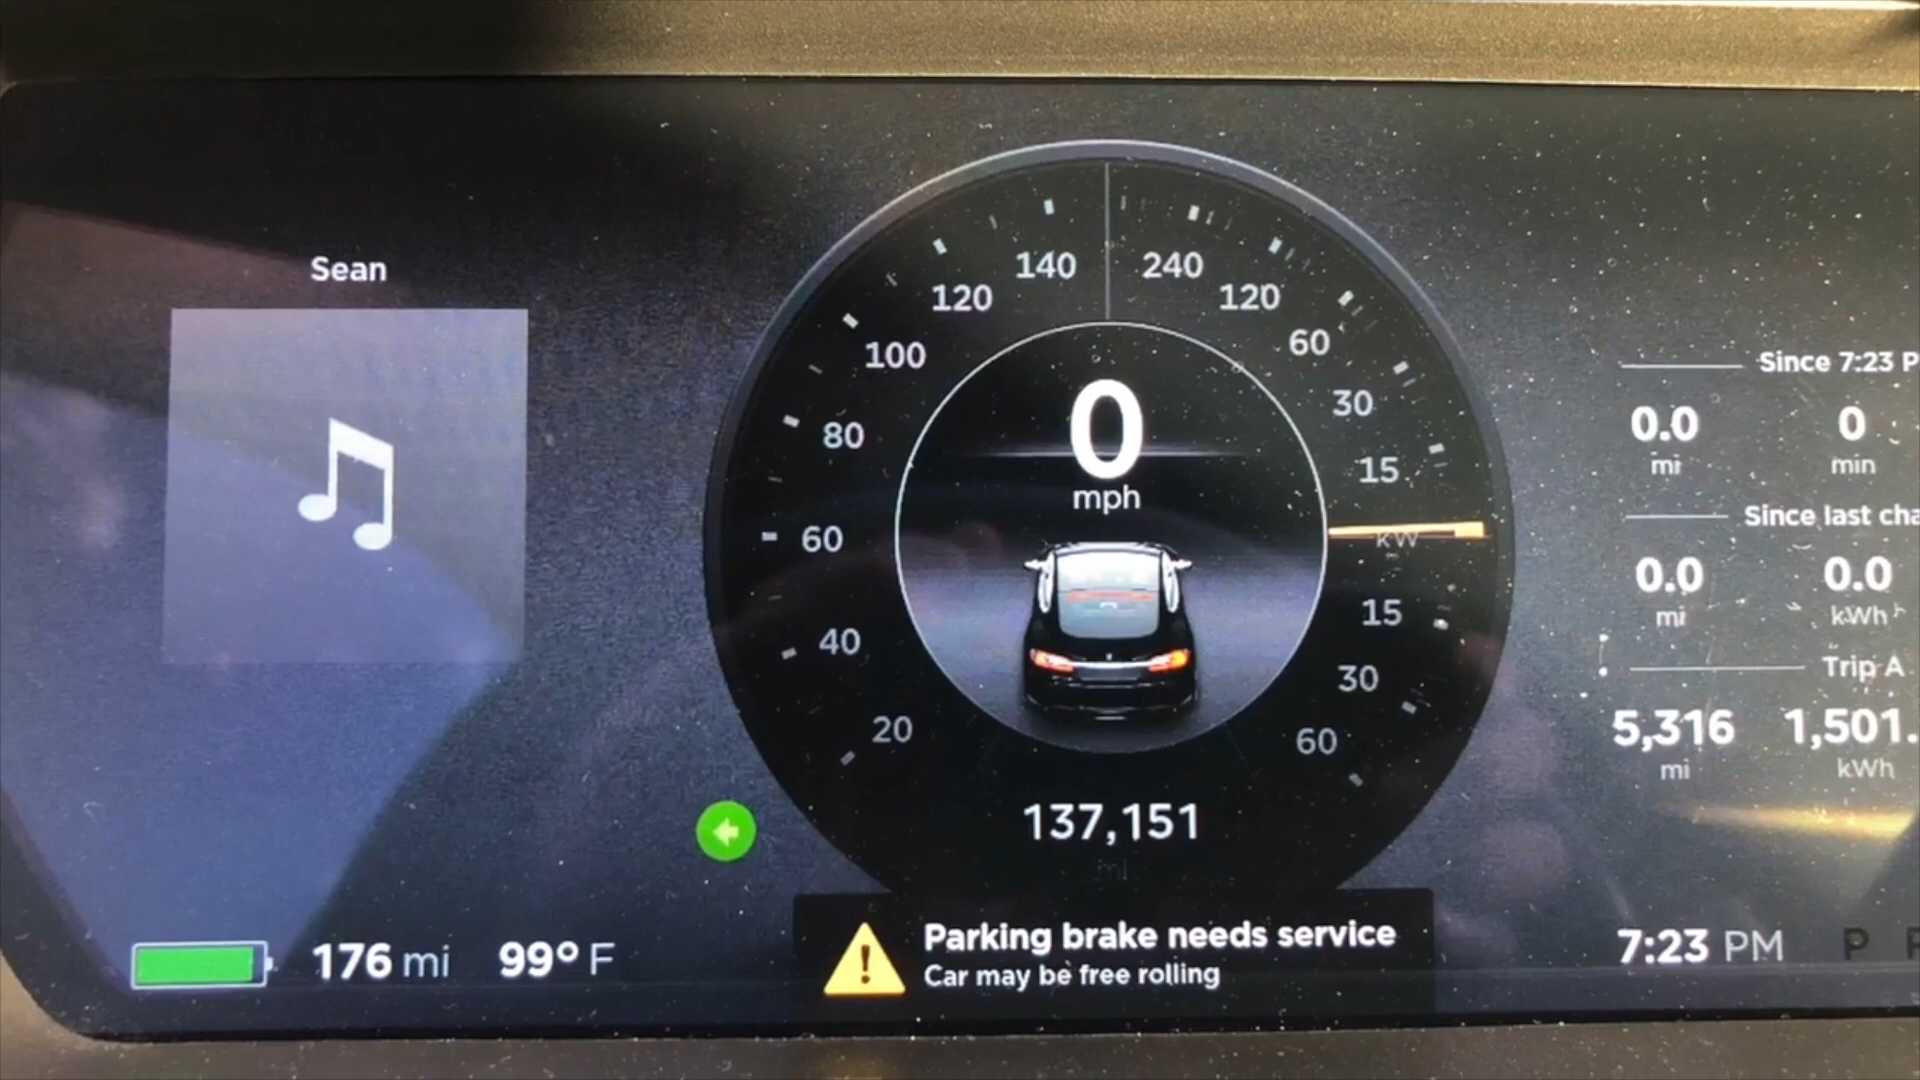 Sean
140
240
120
120
100
60
80
30
15
60
kW
40
15
20
30
60
0
mph
137,151
mi
Since 7:23 P
0.0
0
mi
min
Since last cha
0.0
0.0
mi
kWh
Trip A
5,316
1,501.
mi
kWh
176 mi
99° F
Parking brake needs service
Car may be free rolling
7:23 PM
P